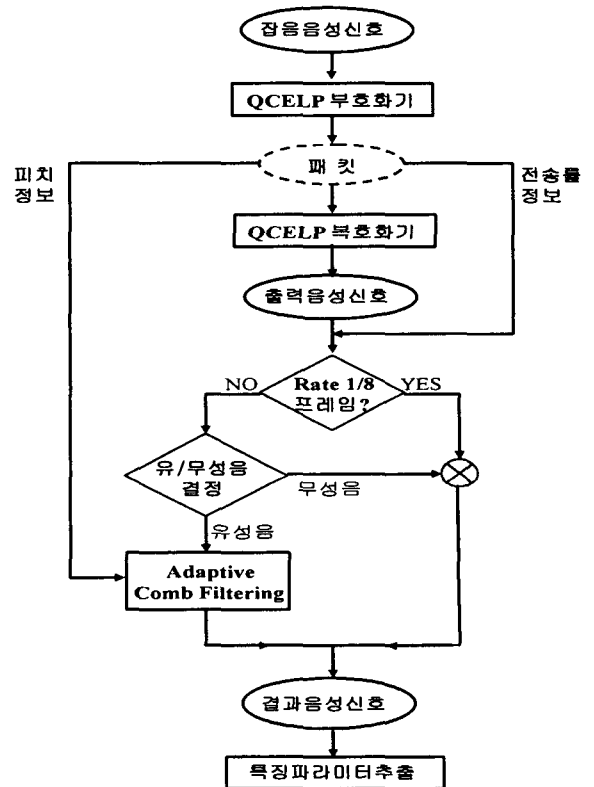 잡음음성신호
QCELP 부호화기
패 킷
피치
정보
전송률
정보
QCELP 복호화기
출력음성신호
NO
Rate 1/8
프레임?
YES
유/무성음
결정
무성음
유성음
Adaptive
Comb Filtering
결과음성신호
특징파라미터추출